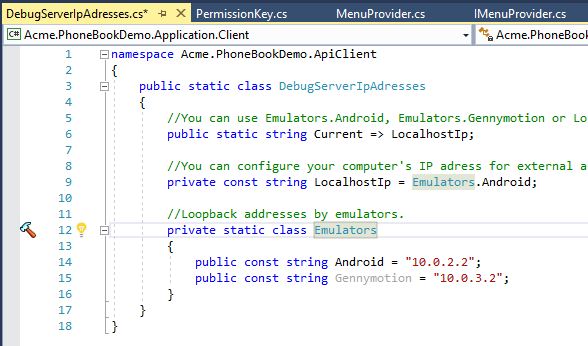 DebugServerIpAdresses.cs* PermissionKey.cs MenuProvider.cs IMenuProvider.cs
C# Acme.PhoneBookDemo.Application.Client Acme.PhoneBo
1 namespace Acme.PhoneBookDemo.ApiClient
2 {
3 public static class DebugServerIpAdresses
4 {
5 //You can use Emulators.Android, Emulators.Gennymotion or Lo
6 public static string Current => LocalhostIp;
7
8 //You can configure your computer's IP adress for external a
9 private const string LocalhostIp = Emulators.Android;
10
11 //Loopback addresses by emulators.
12 private static class Emulators
13 {
14 public const string Android = "10.0.2.2";
15 public const string Gennymotion = "10.0.3.2";
16 }
17 }
18 }